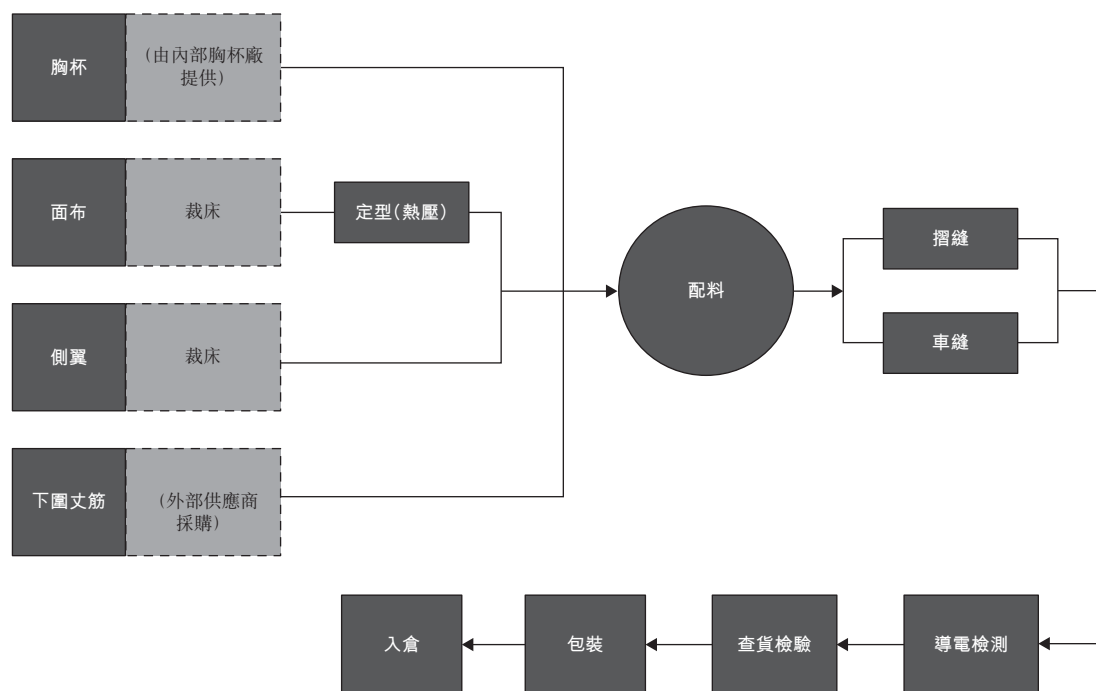 胸杯
(由內部胸杯廠
提供)
面布
裁床
定型(熱壓)
側翼
裁床
下圍丈筋
(外部供應商
採購)
配料
摺縫
車縫
導電檢測
查貨檢驗
包裝
入倉